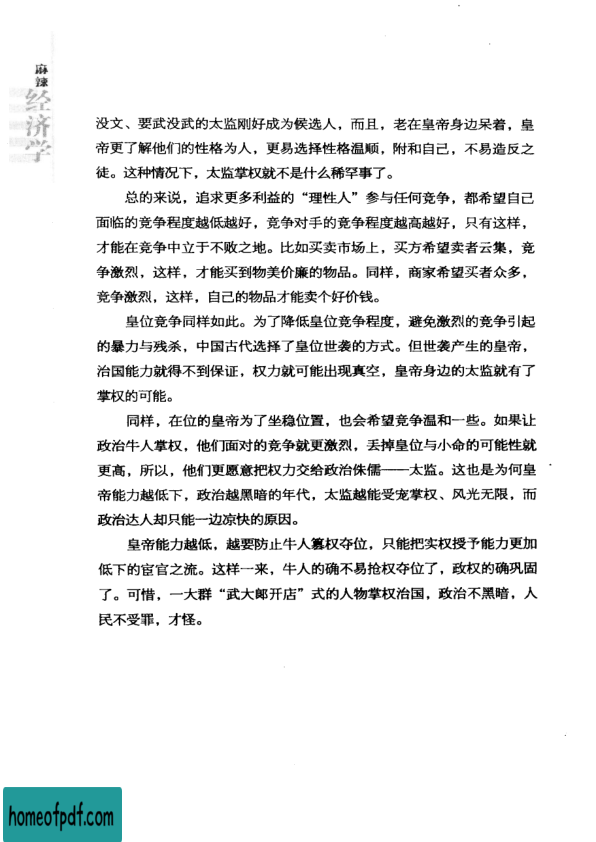 麻辣
经济学
没文、要武没武的太监刚好成为候选人，而且，老在皇帝身边呆着，皇
帝更了解他们的性格为人，更易选择性格温顺，附和自己，不易造反之
徒。这种情况下，太监掌权就不是什么稀罕事了。
总的来说，追求更多利益的“理性人”参与任何竞争，都希望自己
面临的竞争程度越低越好，竞争对手的竞争程度越高越好，只有这样，
才能在竞争中立于不败之地。比如买卖市场上，买方希望卖者云集，竞
争激烈，这样，才能买到物美价廉的物品。同样，商家希望买者众多，
竞争激烈，这样，自己的物品才能卖个好价钱。
皇位竞争同样如此。为了降低皇位竞争程度，避免激烈的竞争引起
的暴力与残杀，中国古代选择了皇位世袭的方式。但世袭产生的皇帝，
治国能力就得不到保证，权力就可能出现真空，皇帝身边的太监就有了
掌权的可能。
同样，在位的皇帝为了坐稳位置，也会希望竞争温和一些。如果让
政治牛人掌权，他们面对的竞争就更激烈，丢掉皇位与小命的可能性就
更高，所以，他们更愿意把权力交给政治侏儒——太监。这也是为何皇
帝能力越低下，政治越黑暗的年代，太监越能受宠掌权、风光无限，而
政治达人却只能一边凉快的原因。
皇帝能力越低，越要防止牛人篡权夺位，只能把实权授予能力更加
低下的宦官之流。这样一来，牛人的确不易抢权夺位了，政权的确巩固
了。可惜，一大群“武大郎开店”式的人物掌权治国，政治不黑暗，人
民不受罪，才怪。
homeofpdf.com